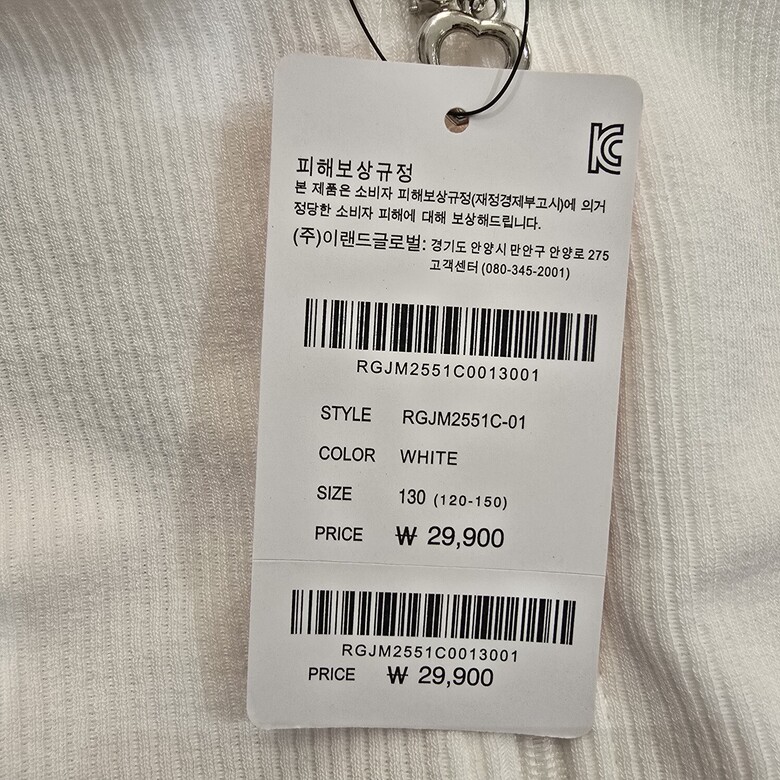 피해보상규정
본 제품은 소비자 피해보상규정(재정경제부고시)에 의거
정당한 소비자 피해에 대해 보상해드립니다.
(주)이랜드글로벌: 경기도 안양시 만안구 안양로 275
고객센터 (080-345-2001)
RGJM2551C0013001
STYLE RGJM2551C-01
COLOR WHITE
SIZE 130 (120-150)
PRICE ₩ 29,900
RGJM2551C0013001
PRICE ₩ 29,900